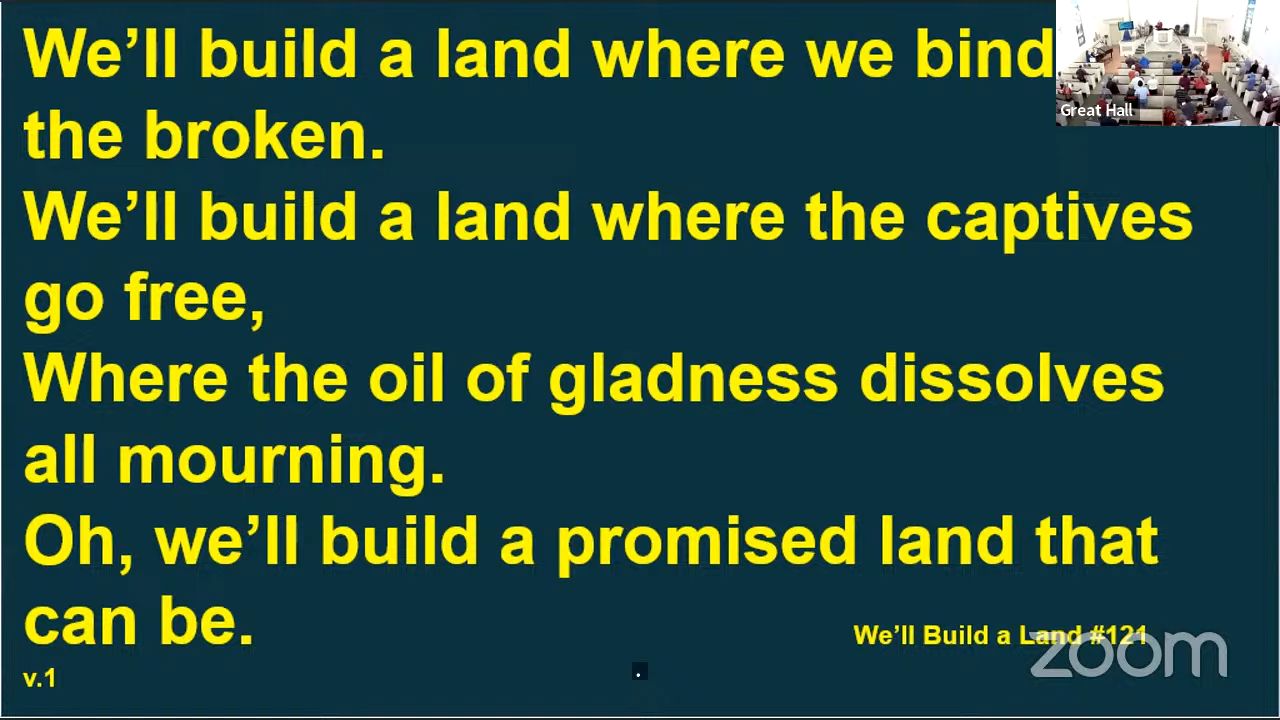 We’ll build a land where we bind
the broken.
We’ll build a land where the captives
go free,
Where the oil of gladness dissolves
all mourning.
Oh, we’ll build a promised land that
can be.
We’ll Build a Land #121
v.1
.
Great Hall
zoom